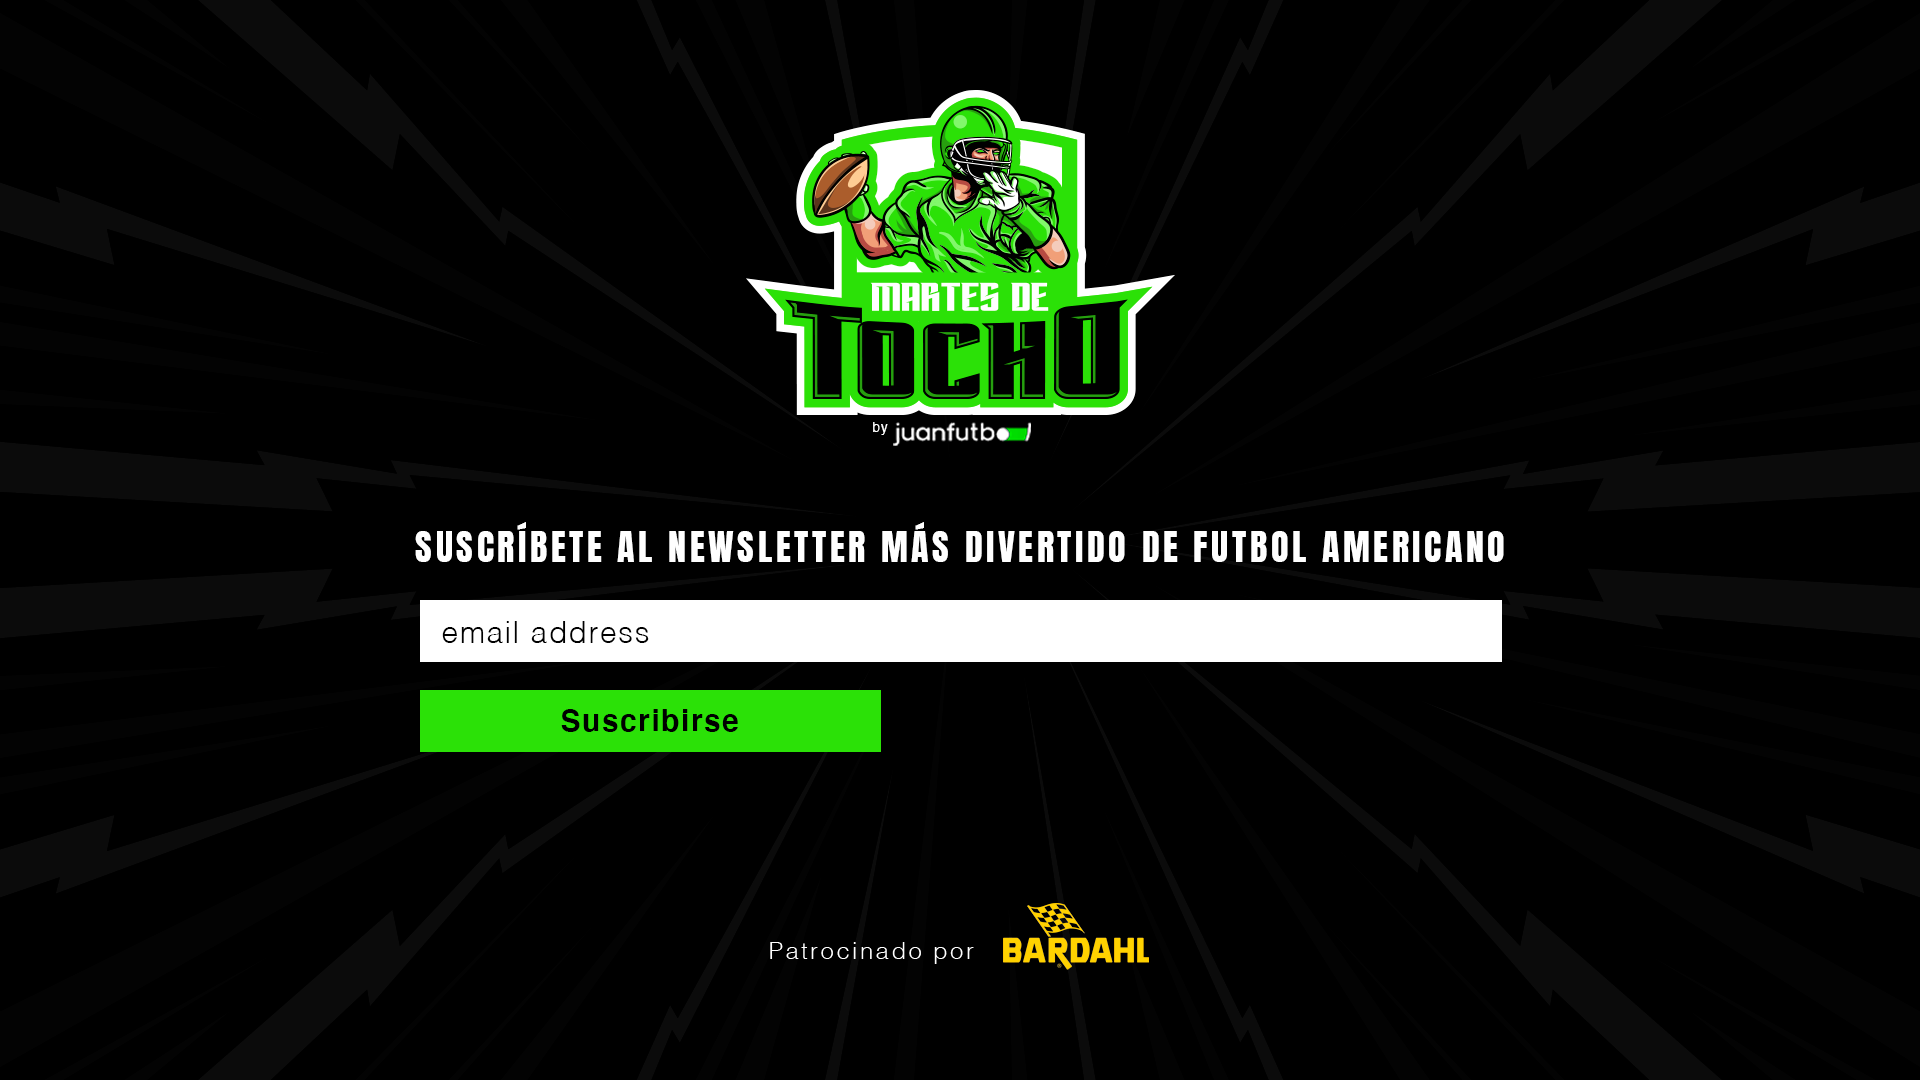 MARTES DE
TOCHO
by juanfutbol
SUSCRÍBETE AL NEWSLETTER MÁS DIVERTIDO DE FUTBOL AMERICANO
email address
Suscribirse
Patrocinado por BARDAHL